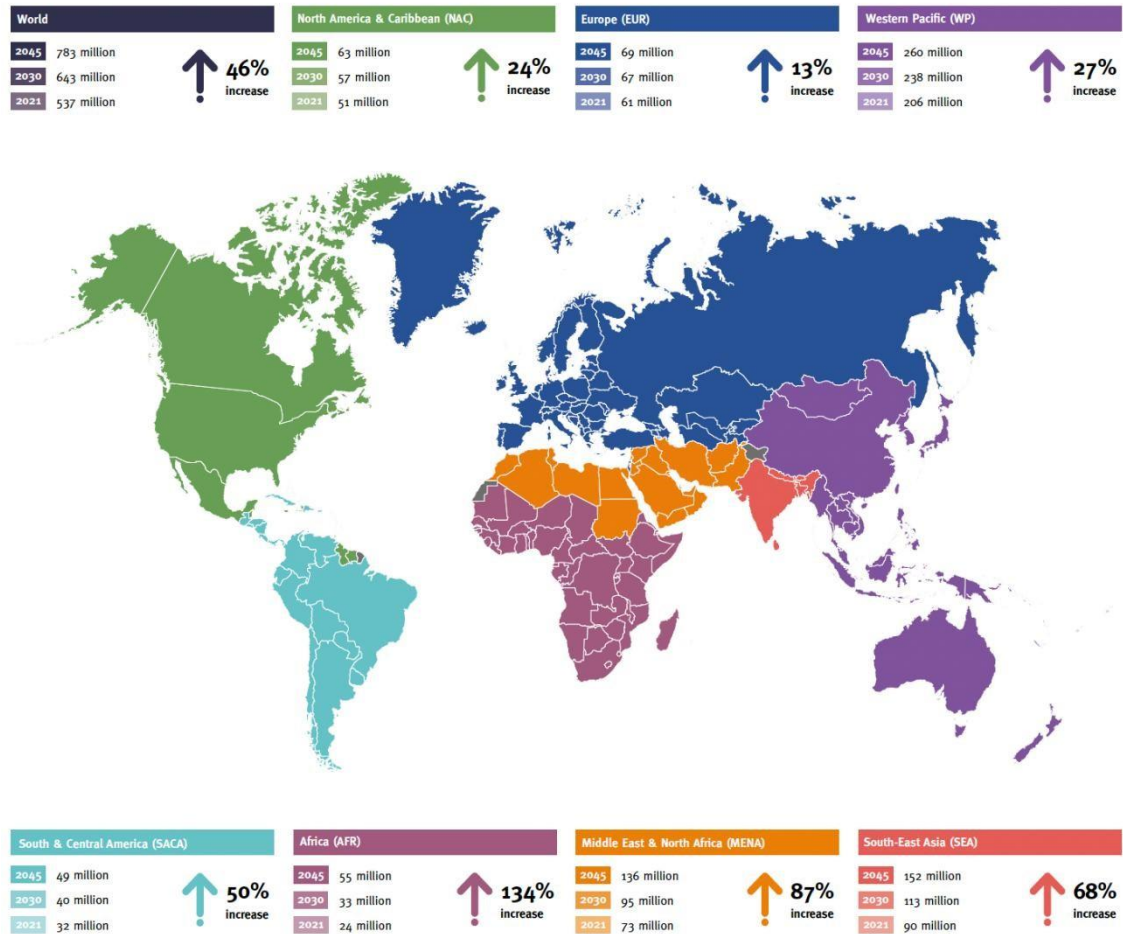 World
2045 783 million
2030 643 million
2021 537 million
46%
increase
North America & Caribbean (NAC)
2045 63 million
2030 57 million
2021 51 million
24%
increase
Europe (EUR)
2045 69 million
2030 67 million
2021 61 million
13%
increase
Western Pacific (WP)
2045 260 million
2030 238 million
2021 206 million
27%
increase
South & Central America (SACA)
2045 49 million
2030 40 million
2021 32 million
50%
increase
Africa (AFR)
2045 55 million
2030 33 million
2021 24 million
134%
increase
Middle East & North Africa (MENA)
2045 136 million
2030 95 million
2021 73 million
87%
increase
South-East Asia (SEA)
2045 152 million
2030 113 million
2021 90 million
68%
increase